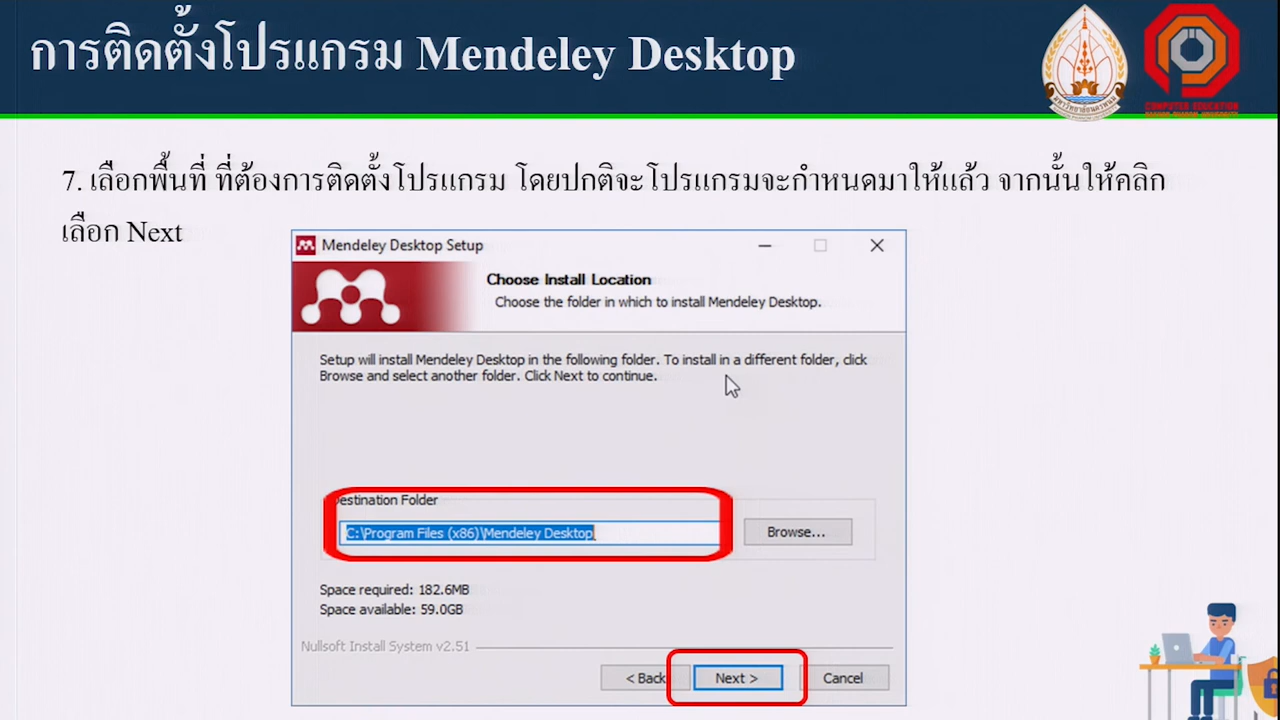 การติดตั้งโปรแกรม Mendeley Desktop
7. เลือกพื้นที่ ที่ต้องการติดตั้งโปรแกรม โดยปกติจะโปรแกรมจะกำหนดมาให้แล้ว จากนั้นให้คลิก
เลือก Next
Mendeley Desktop Setup
Choose Install Location
Choose the folder in which to install Mendeley Desktop.
Setup will install Mendeley Desktop in the following folder. To install in a different folder, click
Browse and select another folder. Click Next to continue.
Destination Folder
C:\Program Files (x86)\Mendeley Desktop
Browse...
Space required: 182.6MB
Space available: 59.0GB
Nullsoft Install System v2.51
< Back
Next >
Cancel